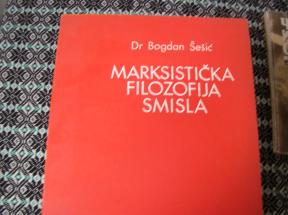 Dr Bogdan Šešić
MARKSISTIČKA
FILOZOFIJA
SMISLA